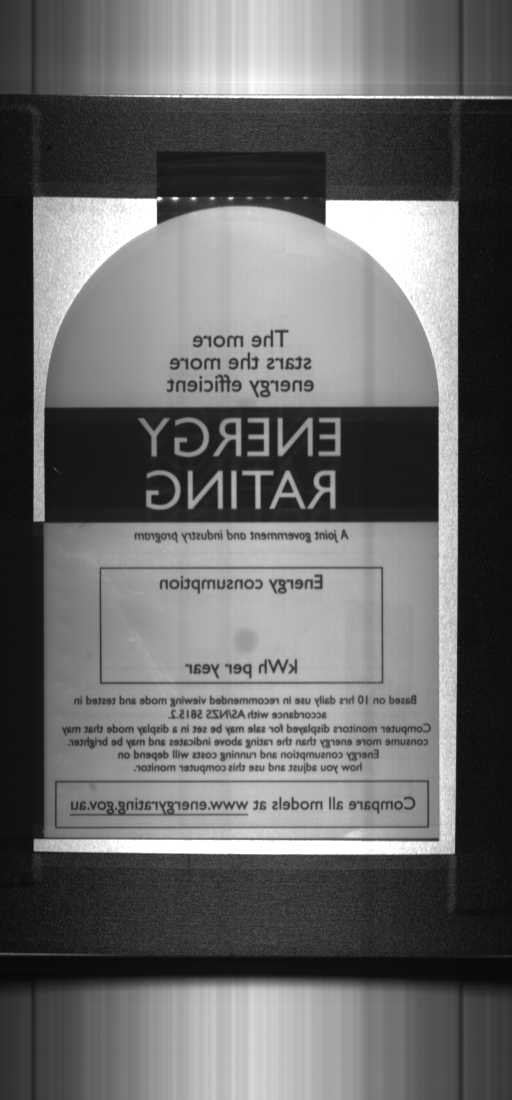 The more
stars the more
energy efficient
ENERGY
RATING
A joint government and industry program
Energy consumption
kWh per year
Based on 10 hrs daily use in recommended viewing mode and tested in
accordance with AS/NZS 5815.2.
Computer monitors displayed for sale may be set in a display mode that may
consume more energy than the rating above indicates and may be brighter.
Energy consumption and running costs will depend on
how you adjust and use this computer monitor.
Compare all models at www.energyrating.gov.au